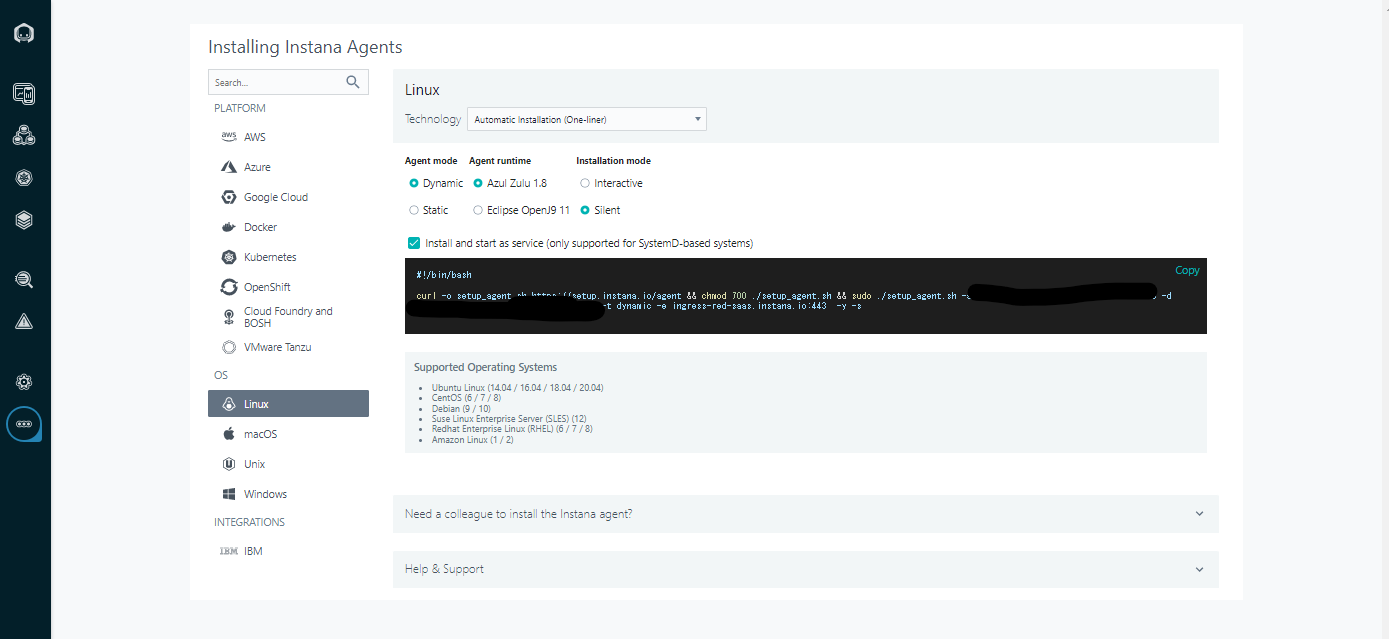 Installing Instana Agents
Search...
PLATFORM
aws AWS
Azure
Google Cloud
Docker
Kubernetes
OpenShift
Cloud Foundry and
BOSH
VMware Tanzu
OS
Linux
macOS
Unix
Windows
INTEGRATIONS
IBM IBM
Linux
Technology Automatic Installation (One-liner)
Agent mode Agent runtime Installation mode
Dynamic Azul Zulu 1.8 Interactive
Static Eclipse OpenJ9 11 Silent
Install and start as service (only supported for SystemD-based systems)
Copy
#!/bin/bash
curl -o setup_agent.sh https://setup.instana.io/agent && chmod 700 ./setup_agent.sh && sudo ./setup_agent.sh -d
-t dynamic -e ingress-red-saas.instana.io:443 -y -s
Supported Operating Systems
Ubuntu Linux (14.04 / 16.04 / 18.04 / 20.04)
CentOS (6 / 7 / 8)
Debian (9 / 10)
Suse Linux Enterprise Server (SLES) (12)
Redhat Enterprise Linux (RHEL) (6 / 7 / 8)
Amazon Linux (1 / 2)
Need a colleague to install the Instana agent?
Help & Support